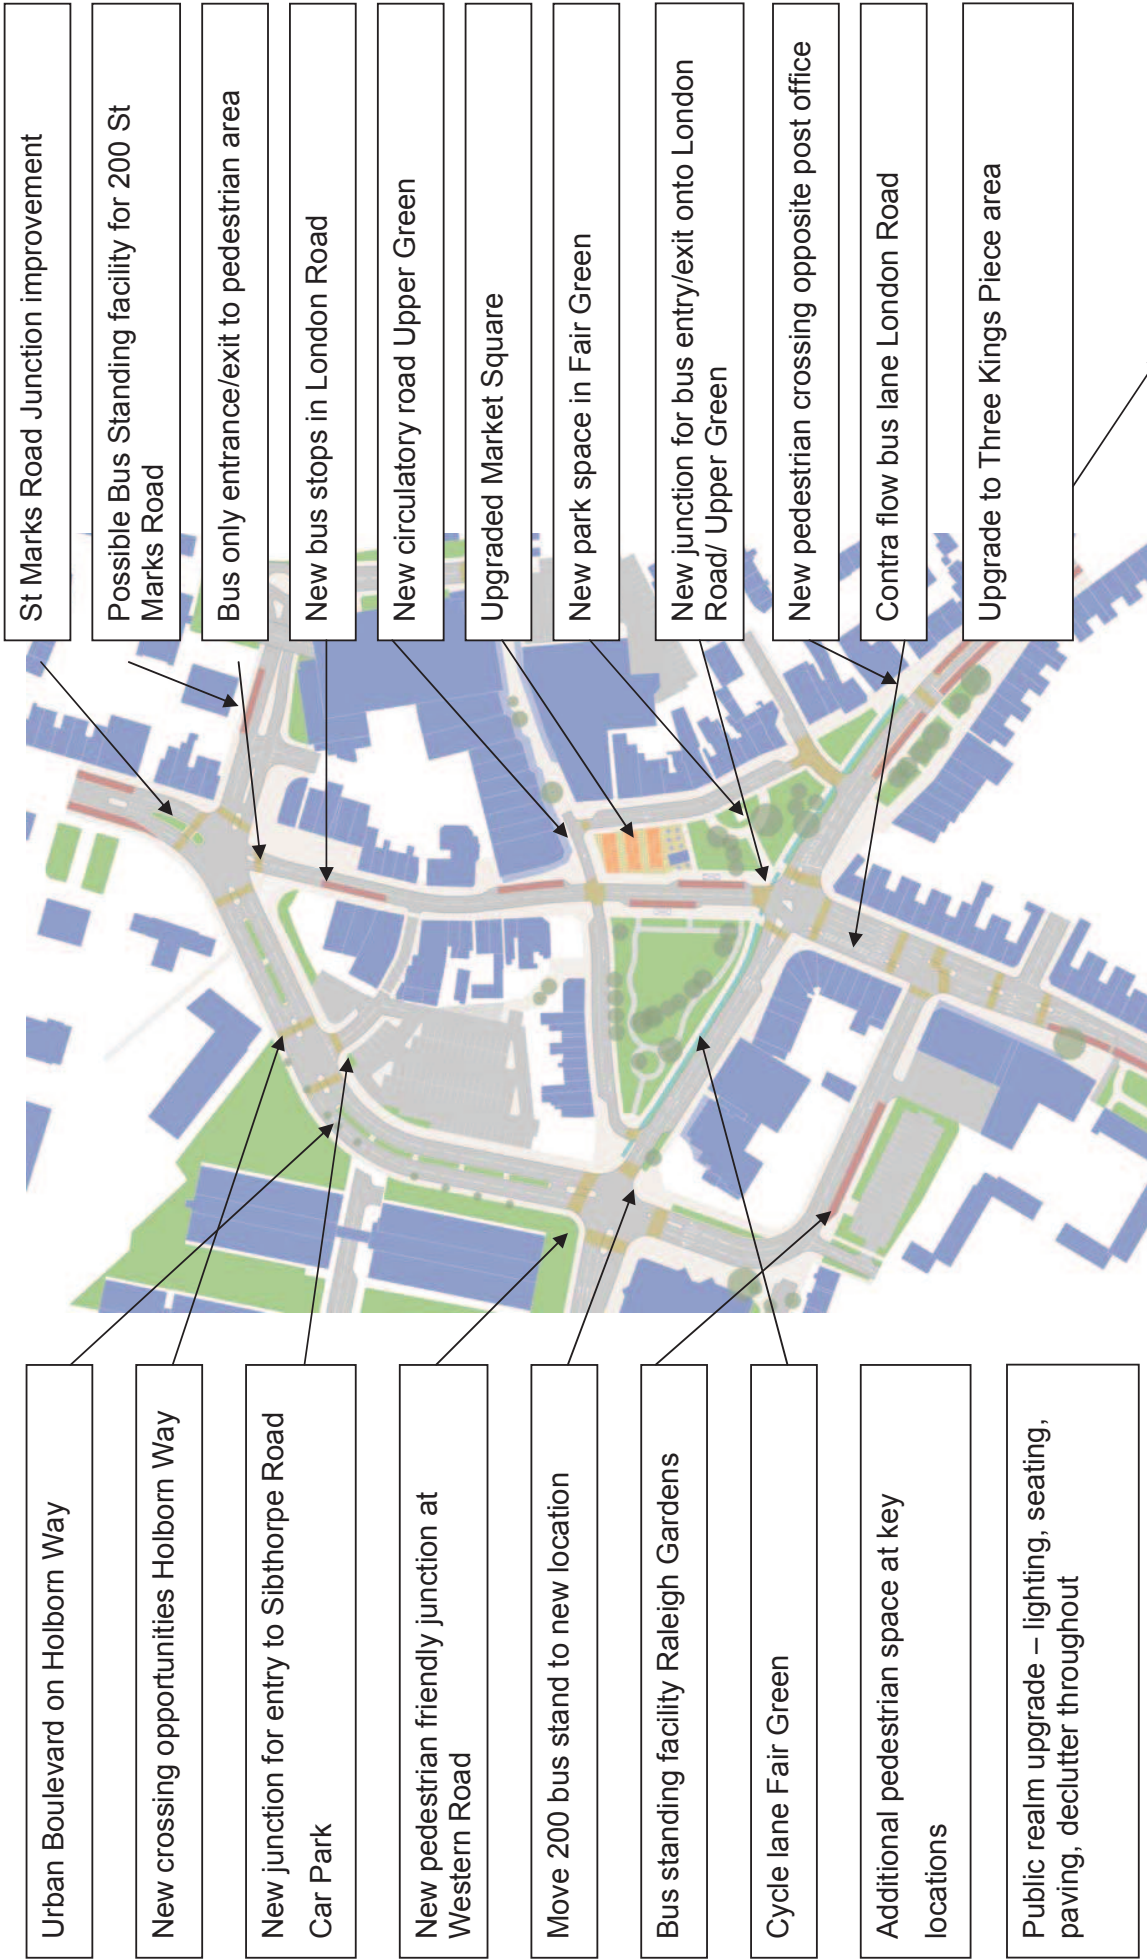 St Marks Road Junction improvement
Possible Bus Standing facility for 200 St
Marks Road
Bus only entrance/exit to pedestrian area
New bus stops in London Road
New circulatory road Upper Green
Upgraded Market Square
New park space in Fair Green
New junction for bus entry/exit onto London
Road/ Upper Green
New pedestrian crossing opposite post office
Contra flow bus lane London Road
Upgrade to Three Kings Piece area
Urban Boulevard on Holborn Way
New crossing opportunities Holborn Way
New junction for entry to Sibthorpe Road
Car Park
New pedestrian friendly junction at
Western Road
Move 200 bus stand to new location
Bus standing facility Raleigh Gardens
Cycle lane Fair Green
Additional pedestrian space at key
locations
Public realm upgrade – lighting, seating,
paving, declutter throughout